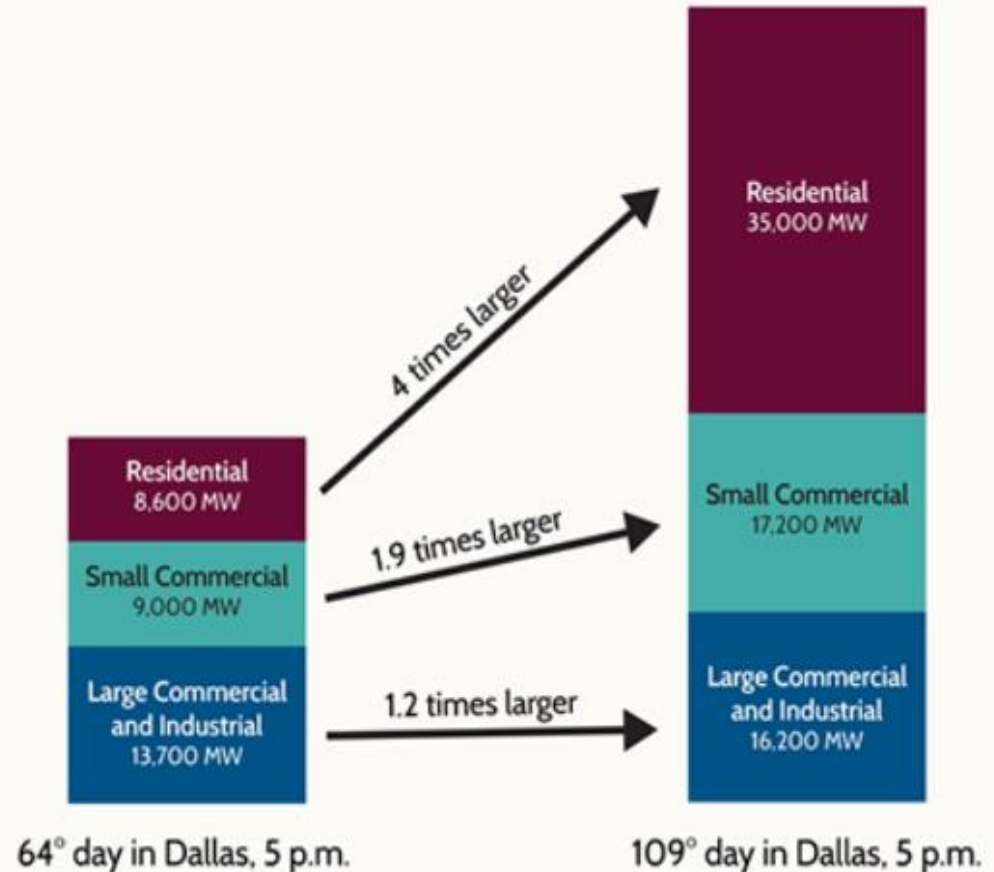 Residential
8,600 MW
Small Commercial
9,000 MW
Large Commercial
and Industrial
13,700 MW
64° day in Dallas, 5 p.m.
4 times larger
1.9 times larger
1.2 times larger
Residential
35,000 MW
Small Commercial
17,200 MW
Large Commercial
and Industrial
16,200 MW
109° day in Dallas, 5 p.m.